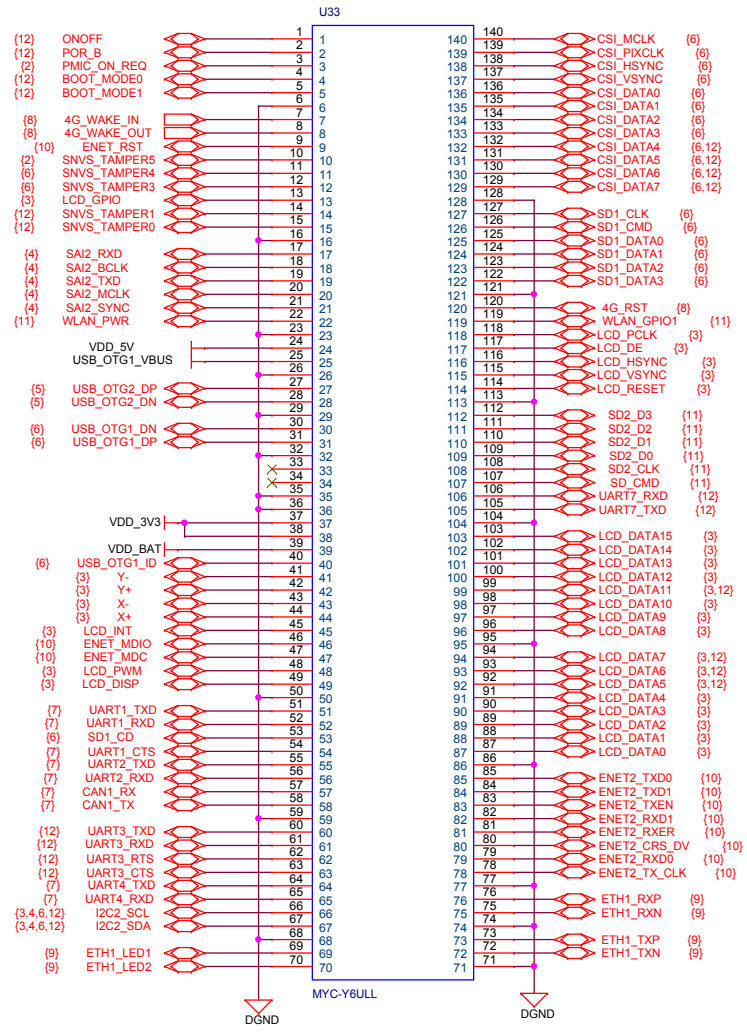 U33
{12} ONOFF 1 1 140 140 CSI_MCLK {6}
{12} POR_B 2 2 139 139 CSI_PIXCLK {6}
{2} PMIC_ON_REQ 3 3 138 138 CSI_HSYNC {6}
{12} BOOT_MODE0 4 4 137 137 CSI_VSYNC {6}
{12} BOOT_MODE1 5 5 136 136 CSI_DATA0 {6}
6 6 135 135 CSI_DATA1 {6}
{8} 4G_WAKE_IN 7 7 134 134 CSI_DATA2 {6}
{8} 4G_WAKE_OUT 8 8 133 133 CSI_DATA3 {6}
{10} ENET_RST 9 9 132 132 CSI_DATA4 {6,12}
{2} SNVS_TAMPER5 10 10 131 131 CSI_DATA5 {6,12}
{6} SNVS_TAMPER4 11 11 130 130 CSI_DATA6 {6,12}
{6} SNVS_TAMPER3 12 12 129 129 CSI_DATA7 {6,12}
{3} LCD_GPIO 13 13 128 128
{12} SNVS_TAMPER1 14 14 127 127 SD1_CLK {6}
{12} SNVS_TAMPER0 15 15 126 126 SD1_CMD {6}
16 16 125 125 SD1_DATA0 {6}
{4} SAI2_RXD 17 17 124 124 SD1_DATA1 {6}
{4} SAI2_BCLK 18 18 123 123 SD1_DATA2 {6}
{4} SAI2_TXD 19 19 122 122 SD1_DATA3 {6}
{4} SAI2_MCLK 20 20 121 121
{4} SAI2_SYNC 21 21 120 120 4G_RST {8}
{11} WLAN_PWR 22 22 119 119 WLAN_GPIO1 {11}
23 23 118 118 LCD_PCLK {3}
VDD_5V 24 24 117 117 LCD_DE {3}
USB_OTG1_VBUS 25 25 116 116 LCD_HSYNC {3}
26 26 115 115 LCD_VSYNC {3}
{5} USB_OTG2_DP 27 27 114 114 LCD_RESET {3}
{5} USB_OTG2_DN 28 28 113 113
29 29 112 112 SD2_D3 {11}
{6} USB_OTG1_DN 30 30 111 111 SD2_D2 {11}
{6} USB_OTG1_DP 31 31 110 110 SD2_D1 {11}
32 32 109 109 SD2_D0 {11}
33 33 108 108 SD2_CLK {11}
34 34 107 107 SD_CMD {11}
35 35 106 106 UART7_RXD {12}
36 36 105 105 UART7_TXD {12}
VDD_3V3 37 37 104 104
38 38 103 103 LCD_DATA15 {3}
VDD_BAT 39 39 102 102 LCD_DATA14 {3}
{6} USB_OTG1_ID 40 40 101 101 LCD_DATA13 {3}
{3} Y- 41 41 100 100 LCD_DATA12 {3}
{3} Y+ 42 42 99 99 LCD_DATA11 {3,12}
{3} X- 43 43 98 98 LCD_DATA10 {3}
{3} X+ 44 44 97 97 LCD_DATA9 {3}
{3} LCD_INT 45 45 96 96 LCD_DATA8 {3}
{10} ENET_MDIO 46 46 95 95
{10} ENET_MDC 47 47 94 94 LCD_DATA7 {3,12}
{3} LCD_PWM 48 48 93 93 LCD_DATA6 {3,12}
{3} LCD_DISP 49 49 92 92 LCD_DATA5 {3,12}
50 50 91 91 LCD_DATA4 {3}
{7} UART1_TXD 51 51 90 90 LCD_DATA3 {3}
{7} UART1_RXD 52 52 89 89 LCD_DATA2 {3}
{6} SD1_CD 53 53 88 88 LCD_DATA1 {3}
{7} UART1_CTS 54 54 87 87 LCD_DATA0 {3}
{7} UART2_TXD 55 55 86 86
{7} UART2_RXD 56 56 85 85 ENET2_TXD0 {10}
{7} CAN1_RX 57 57 84 84 ENET2_TXD1 {10}
{7} CAN1_TX 58 58 83 83 ENET2_TXEN {10}
59 59 82 82 ENET2_RXD1 {10}
{12} UART3_TXD 60 60 81 81 ENET2_RXER {10}
{12} UART3_RXD 61 61 80 80 ENET2_CRS_DV {10}
{12} UART3_RTS 62 62 79 79 ENET2_RXD0 {10}
{12} UART3_CTS 63 63 78 78 ENET2_TX_CLK {10}
{7} UART4_TXD 64 64 77 77
{7} UART4_RXD 65 65 76 76 ETH1_RXP {9}
{3,4,6,12} I2C2_SCL 66 66 75 75 ETH1_RXN {9}
{3,4,6,12} I2C2_SDA 67 67 74 74
68 68 73 73 ETH1_TXP {9}
{9} ETH1_LED1 69 69 72 72 ETH1_TXN {9}
{9} ETH1_LED2 70 70 71 71
MYC-Y6ULL
DGND DGND